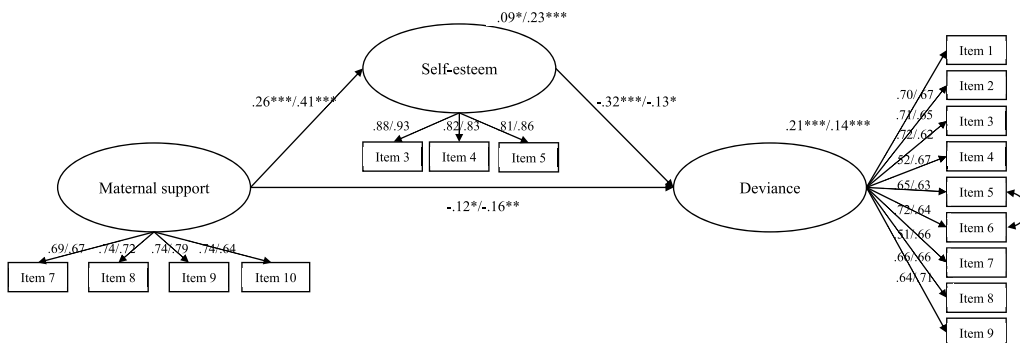 .09*/.23***
Self-esteem
.26***/.41***
-.32***/-.13*
.88/.93
.82/.83
.81/.86
Item 3
Item 4
Item 5
Maternal support
-.12*/-.16**
.21***/.14***
Deviance
.69/.67
.74/.72
.74/.79
.74/.64
Item 7
Item 8
Item 9
Item 10
.70/.67
.71/.65
.72/.62
.52/.67
.65/.63
.72/.64
.51/.66
.66/.66
.64/.71
Item 1
Item 2
Item 3
Item 4
Item 5
Item 6
Item 7
Item 8
Item 9